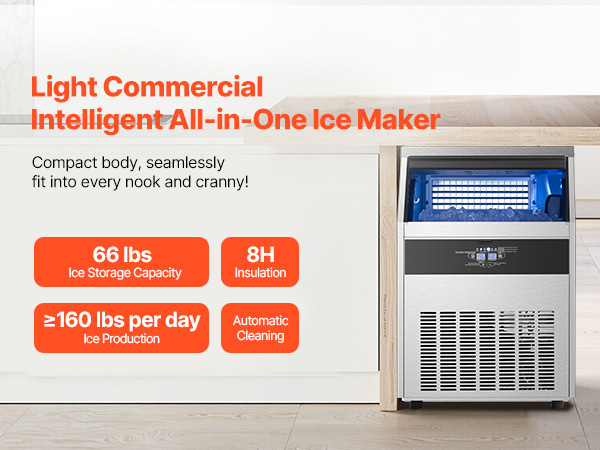 Light Commercial
Intelligent All-in-One Ice Maker
Compact body, seamlessly
fit into every nook and cranny!
66 lbs
Ice Storage Capacity
8H
Insulation
≥160 lbs per day
Ice Production
Automatic
Cleaning